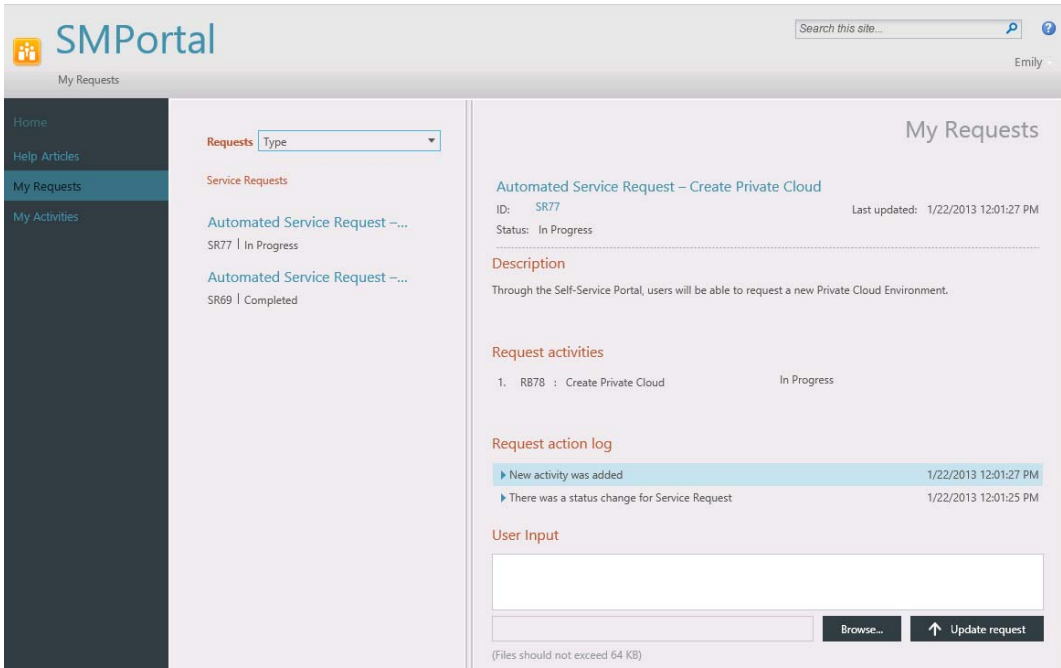 SMPortal
Search this site...
Emily
My Requests
Home
Help Articles
My Requests
My Activities
Requests Type
Service Requests
Automated Service Request –...
SR77 | In Progress
Automated Service Request –...
SR69 | Completed
My Requests
Automated Service Request – Create Private Cloud
ID: SR77
Last updated: 1/22/2013 12:01:27 PM
Status: In Progress
Description
Through the Self-Service Portal, users will be able to request a new Private Cloud Environment.
Request activities
1. RB78 : Create Private Cloud In Progress
Request action log
New activity was added 1/22/2013 12:01:27 PM
There was a status change for Service Request 1/22/2013 12:01:25 PM
User Input
Browse...
Update request
(Files should not exceed 64 KB)